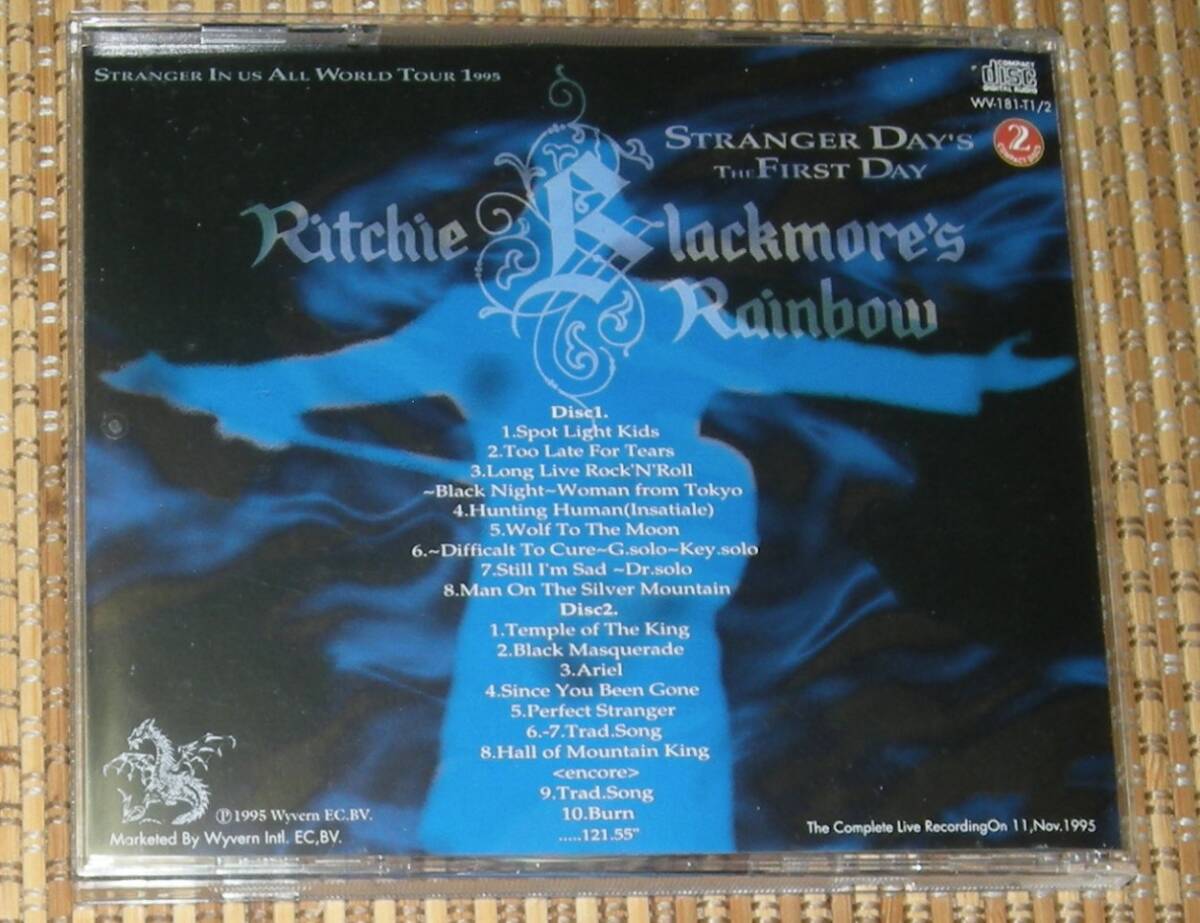 STRANGER IN US ALL WORLD TOUR 1995
COMPACT
disc
DIGITAL AUDIO
WV-181-T1/2
2
COMPACT DISCS
STRANGER DAY'S
THE FIRST DAY
Ritchie Blackmore's
Rainbow
Disc1.
1.Spot Light Kids
2.Too Late For Tears
3.Long Live Rock'N'Roll
~Black Night~Woman from Tokyo
4.Hunting Human(Insatiale)
5.Wolf To The Moon
6.~Difficalt To Cure~G.solo~Key.solo
7.Still I'm Sad ~Dr.solo
8.Man On The Silver Mountain
Disc2.
1.Temple of The King
2.Black Masquerade
3.Ariel
4.Since You Been Gone
5.Perfect Stranger
6.-7.Trad.Song
8.Hall of Mountain King
<encore>
9.Trad.Song
10.Burn
.....121.55"
℗1995 Wyvern EC.BV.
Marketed By Wyvern Intl. EC,BV.
The Complete Live RecordingOn 11,Nov.1995